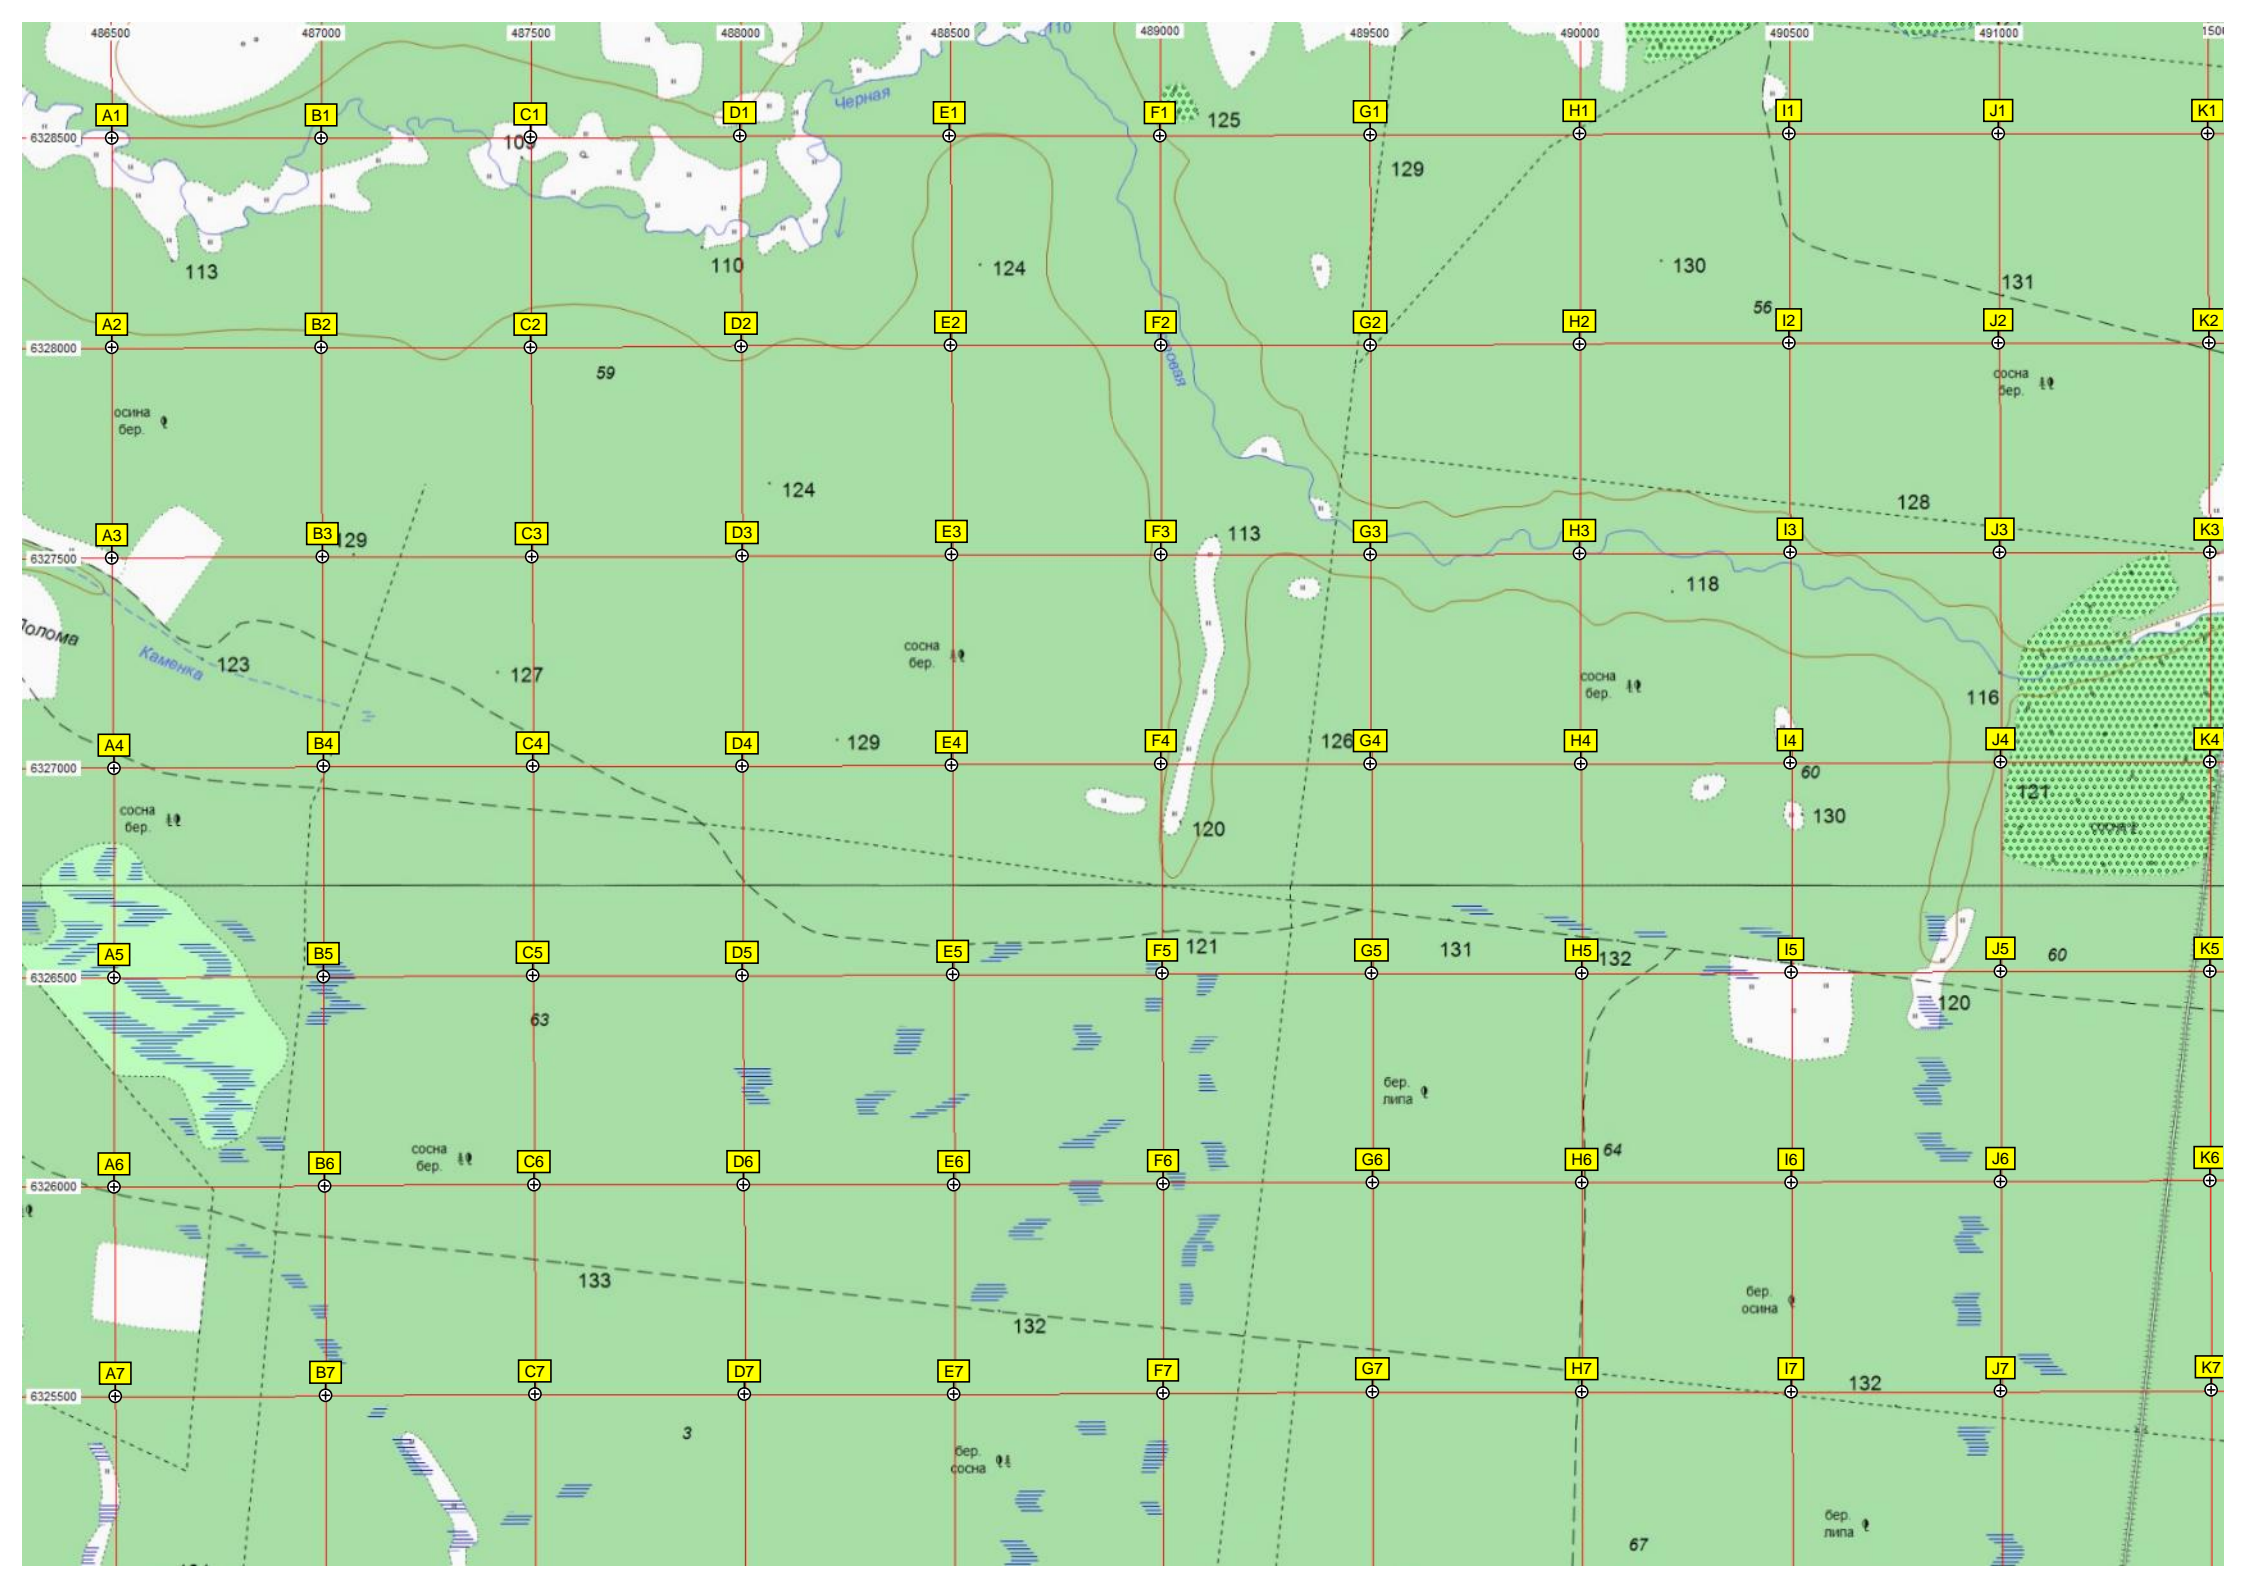 486500 487000 487500 488000 488500 110 489000 489500 490000 490500 491000
Черная
A1 B1 C1 D1 E1 F1 125 G1 H1 I1 J1 K1
6328500
109
129
113 110 124 130 131
56
A2 B2 C2 D2 E2 F2 G2 H2 I2 J2 K2
6328000
59
сосна
бер.
осина
бер.
124
128
A3 B3 129 C3 D3 E3 F3 113 G3 H3 I3 J3 K3
6327500
118
Каменка
123
127
сосна
бер.
сосна
бер.
116
A4 B4 C4 D4 129 E4 F4 126 G4 H4 I4 J4 K4
6327000
60
121
сосна
бер.
120
130
сосна
A5 B5 C5 D5 E5 F5 121 G5 131 H5 132 I5 J5 60 K5
6326500
120
63
бер.
липа
64
сосна
бер.
A6 B6 C6 D6 E6 F6 G6 H6 I6 J6 K6
6326000
133
132
бер.
осина
A7 B7 C7 D7 E7 F7 G7 H7 I7 132 J7 K7
6325500
3
бер.
сосна
бер.
липа
67